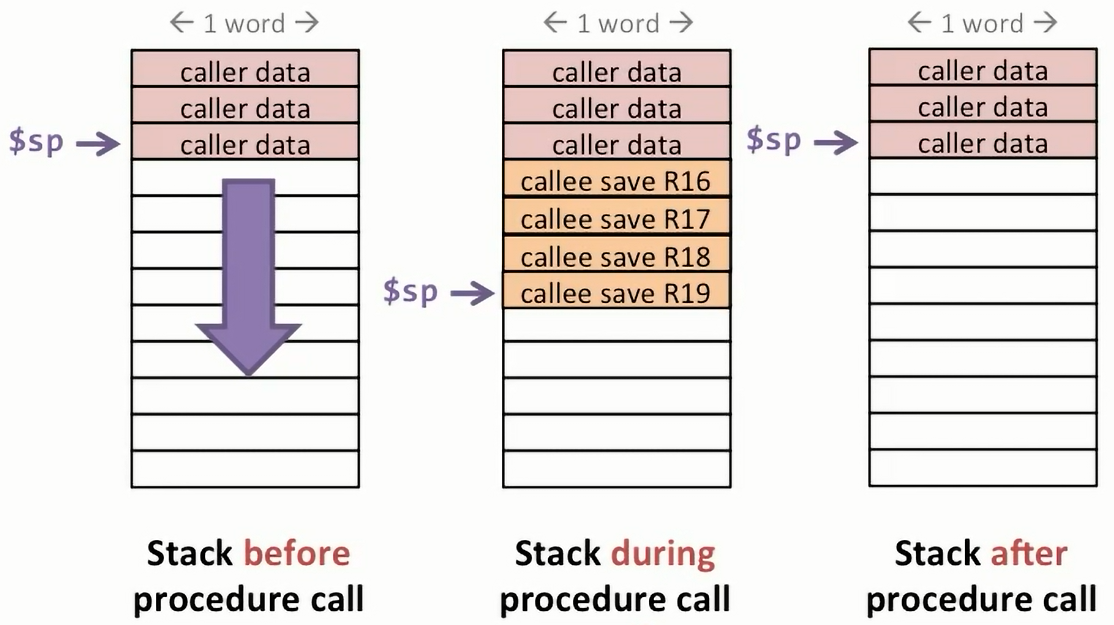 ← 1 word →
caller data
caller data
$sp → caller data
Stack before
procedure call
← 1 word →
caller data
caller data
caller data
callee save R16
callee save R17
callee save R18
$sp → callee save R19
Stack during
procedure call
← 1 word →
caller data
caller data
$sp → caller data
Stack after
procedure call